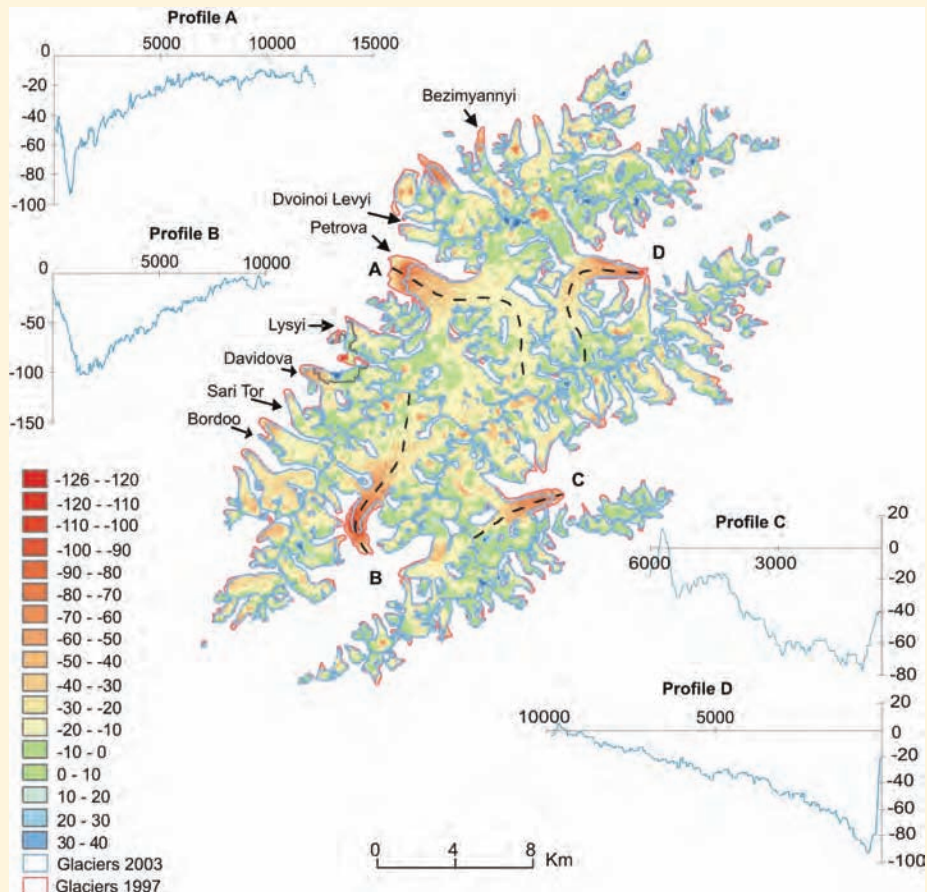 Profile A
0 5000 10000 15000
0
-20
-40
-60
-80
-100
Bezimyannyi
Dvoinoi Levyi
Petrova
A
D
Profile B
0 5000 10000
0
-50
-100
-150
Lysyi
Davidova
Sari Tor
Bordoo
B
C
-126 - -120
-120 - -110
-110 - -100
-100 - -90
-90 - -80
-80 - -70
-70 - -60
-60 - -50
-50 - -40
-40 - -30
-30 - -20
-20 - -10
-10 - 0
0 - 10
10 - 20
20 - 30
30 - 40
Glaciers 2003
Glaciers 1997
Profile C
6000 3000
20
0
-20
-40
-60
-80
Profile D
10000 5000
20
0
-20
-40
-60
-80
-100
0 4 8 Km